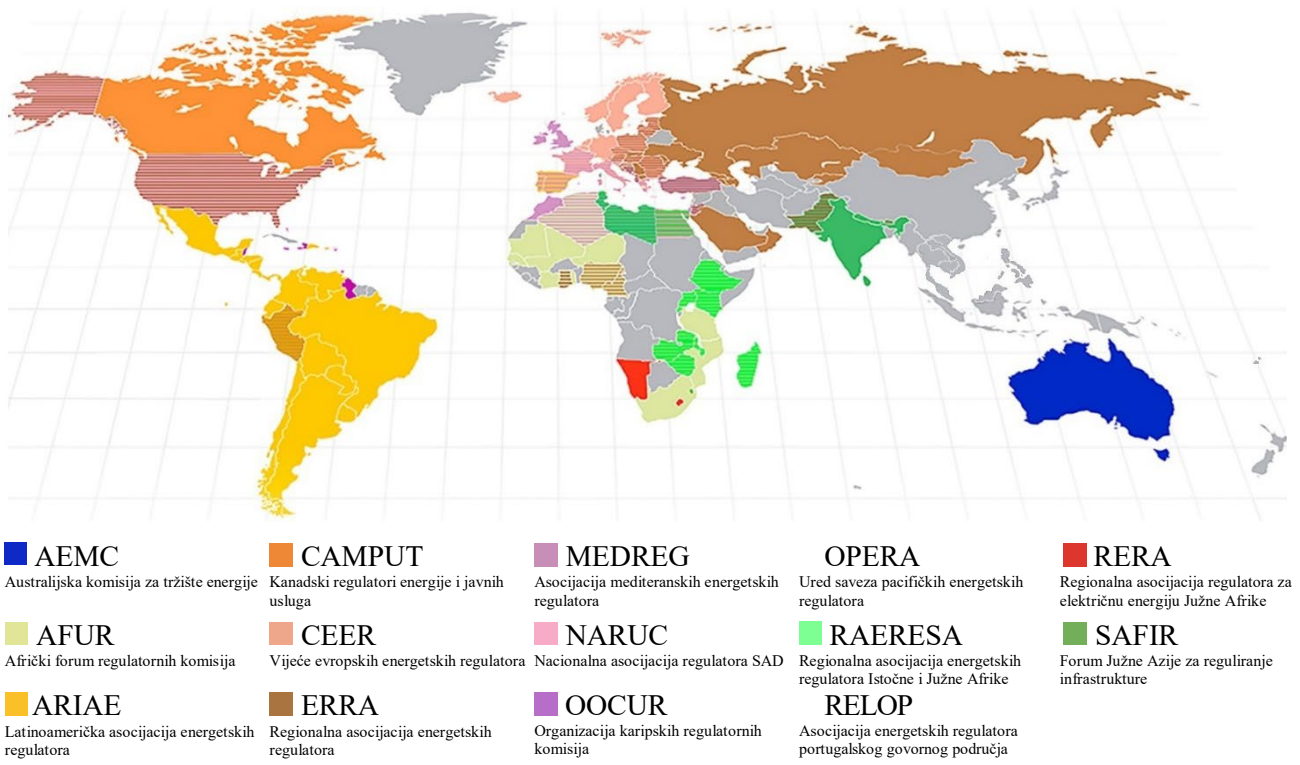 AEMC
Australijska komisija za tržište energije
CAMPUT
Kanadski regulatori energije i javnih
usluga
MEDREG
Asocijacija mediteranskih energetskih
regulatora
OPERA
Ured saveza pacifičkih energetskih
regulatora
RERA
Regionalna asocijacija regulatora za
električnu energiju Južne Afrike
AFUR
Afrički forum regulatornih komisija
CEER
Vijeće evropskih energetskih regulatora
NARUC
Nacionalna asocijacija regulatora SAD
RAERESA
Regionalna asocijacija energetskih
regulatora Istočne i Južne Afrike
SAFIR
Forum Južne Azije za reguliranje
infrastrukture
ARIAE
Latinoamerička asocijacija energetskih
regulatora
ERRA
Regionalna asocijacija energetskih
regulatora
OOCUR
Organizacija karipskih regulatornih
komisija
RELOP
Asocijacija energetskih regulatora
portugalskog govornog područja